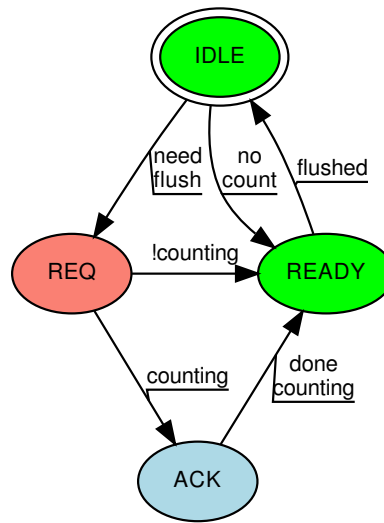 IDLE
need
flush
no
count
flushed
REQ
!counting
READY
counting
done
counting
ACK